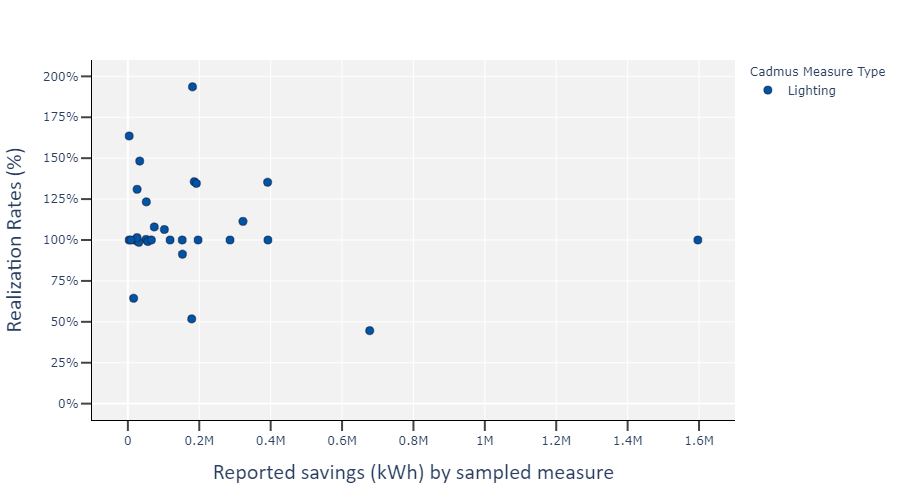 Cadmus Measure Type
Lighting
Realization Rates (%)
200%
175%
150%
125%
100%
75%
50%
25%
0%
0
0.2M
0.4M
0.6M
0.8M
1M
1.2M
1.4M
1.6M
Reported savings (kWh) by sampled measure